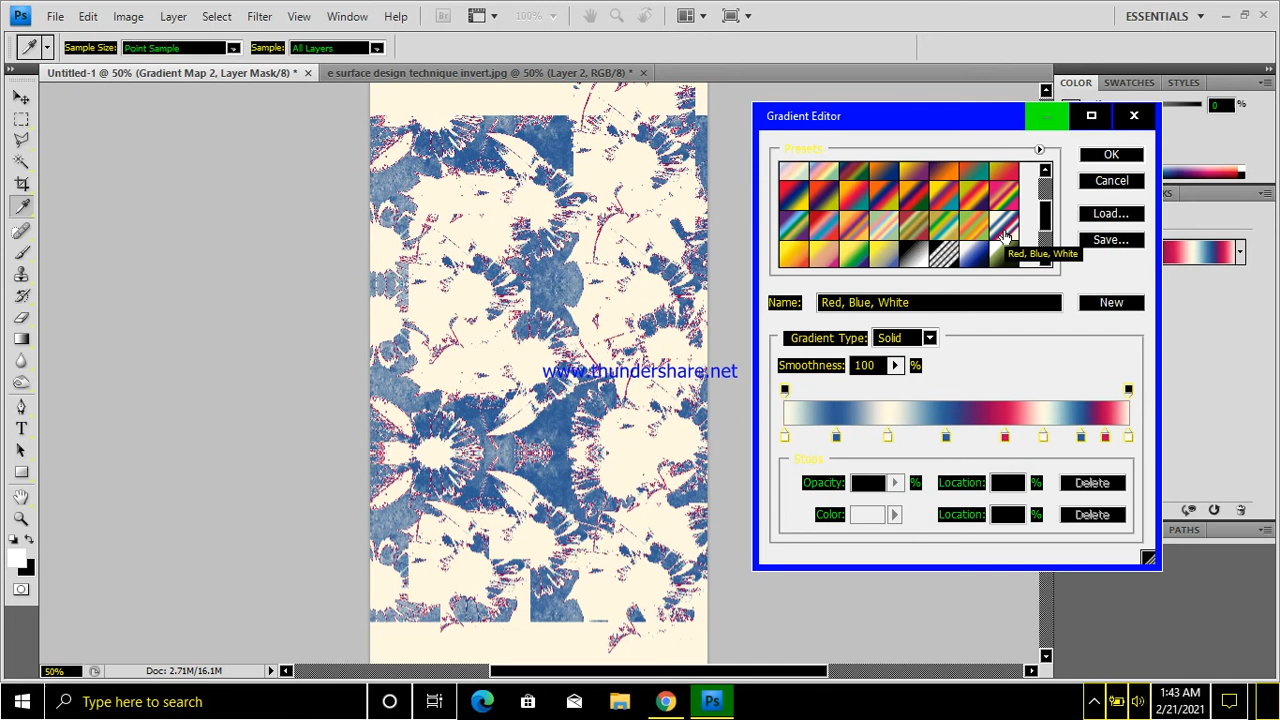 Ps File Edit Image Layer Select Filter View Window Help Br 100% ESSENTIALS
Sample Size: Point Sample Sample: All Layers
Untitled-1 @ 50% (Gradient Map 2, Layer Mask/8) * × e surface design technique invert.jpg @ 50% (Layer 2, RGB/8) * ×
COLOR SWATCHES STYLES
0 %
Gradient Editor
Presets
OK
Cancel
Load...
Save...
Red, Blue, White
Name: Red, Blue, White New
Gradient Type: Solid
Smoothness: 100 %
www.thundershare.net
Stops
Opacity: % Location: % Delete
Color: Location: % Delete
PATHS
T
50% Doc: 2.71M/16.1M
Type here to search
Ps
1:43 AM
2/21/2021